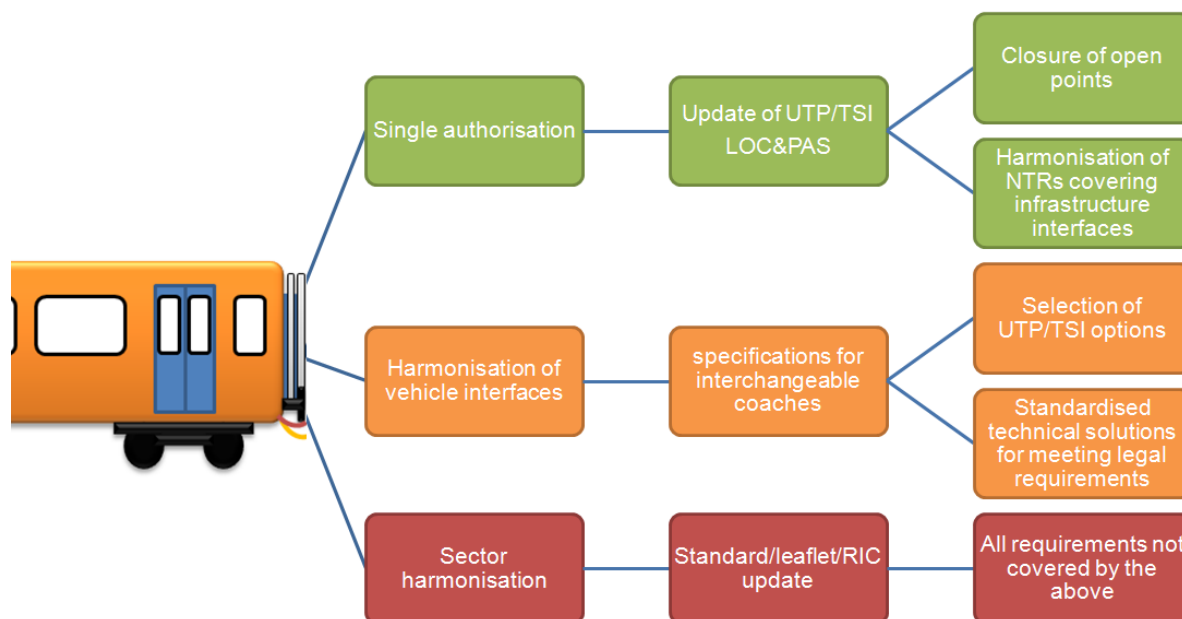 Single authorisation
Update of UTP/TSI
LOC&PAS
Closure of open
points
Harmonisation of
NTRs covering
infrastructure
interfaces
Harmonisation of
vehicle interfaces
specifications for
interchangeable
coaches
Selection of
UTP/TSI options
Standardised
technical solutions
for meeting legal
requirements
Sector
harmonisation
Standard/leaflet/RIC
update
All requirements not
covered by the
above